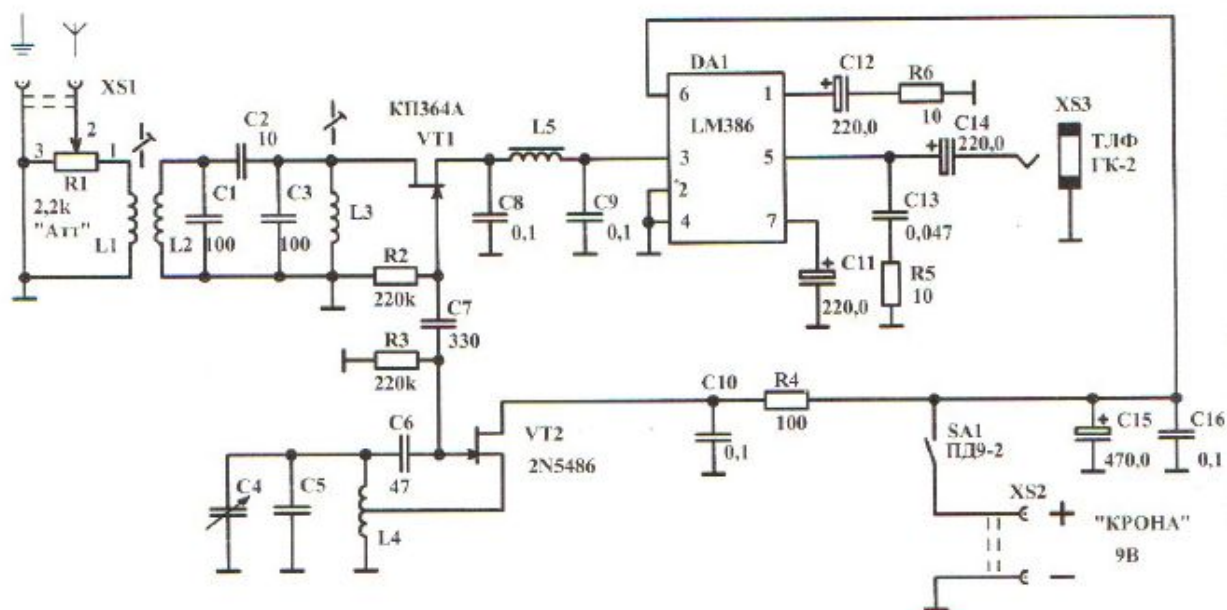 XS1
2
3
1
R1
2,2k
"Атт"
L1
L2
C1
100
C2
10
C3
100
L3
КП364А
VT1
R2
220k
C7
330
R3
220k
C8
0,1
L5
C9
0,1
DA1
LM386
6
3
2
4
1
5
7
C12
220,0
R6
10
C14
220,0
XS3
ТЛФ
ГК-2
C13
0,047
C11
220,0
R5
10
C4
C5
C6
47
L4
VT2
2N5486
C10
0,1
R4
100
SA1
ПД9-2
C15
470,0
C16
0,1
XS2
"КРОНА"
9В